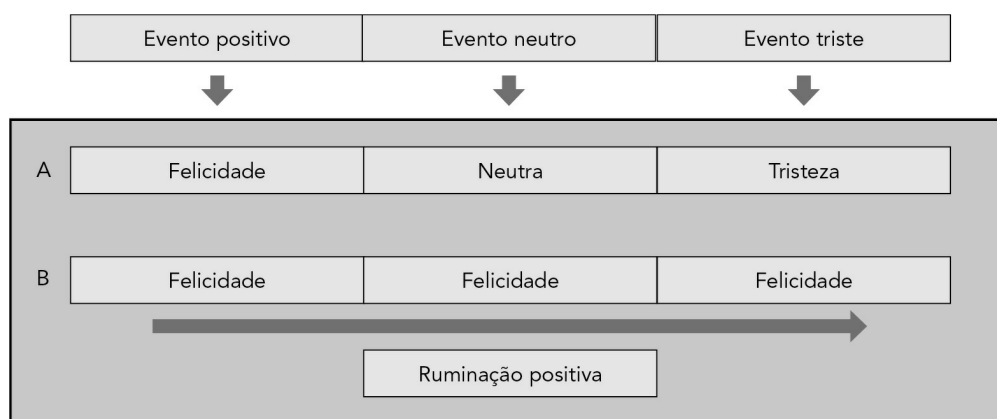 Evento positivo Evento neutro Evento triste
A Felicidade Neutra Tristeza
B Felicidade Felicidade Felicidade
Ruminação positiva